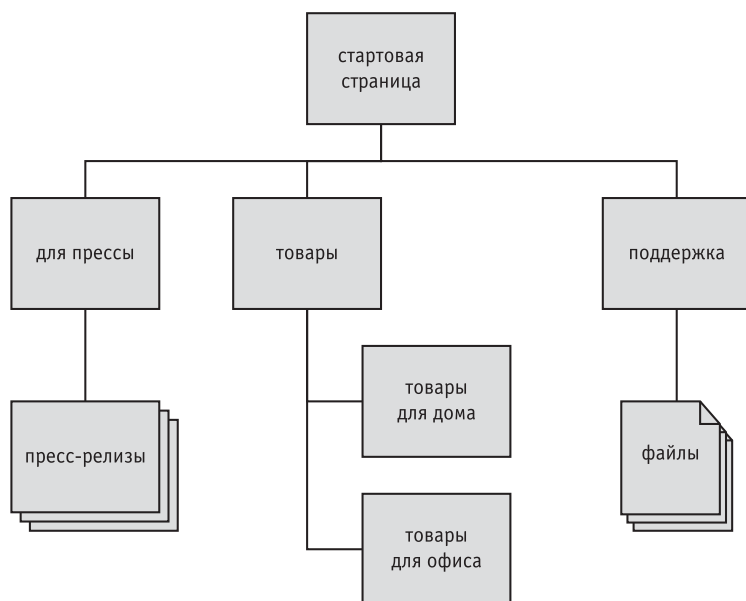 стартовая
страница
для прессы
товары
поддержка
товары
для дома
пресс-релизы
файлы
товары
для офиса